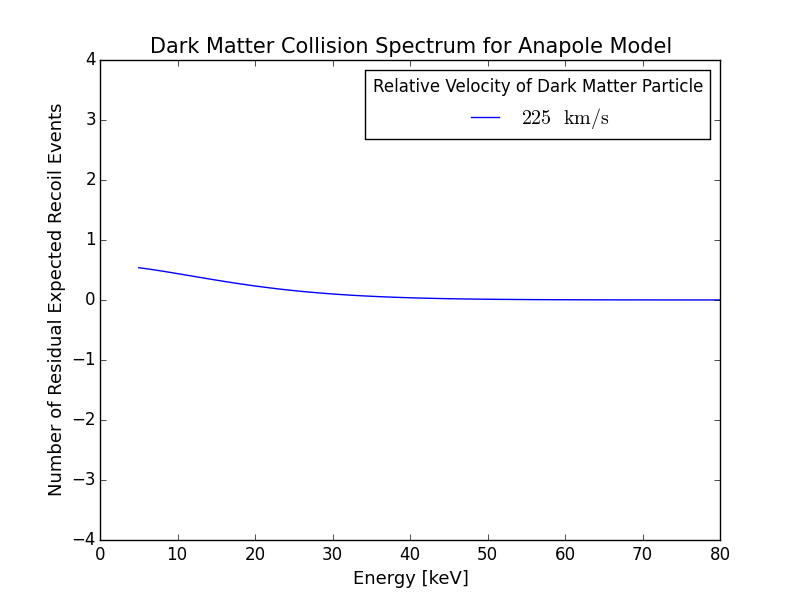 Dark Matter Collision Spectrum for Anapole Model
Relative Velocity of Dark Matter Particle
225 km/s
4
3
2
1
0
−1
−2
−3
−4
Number of Residual Expected Recoil Events
0 10 20 30 40 50 60 70 80
Energy [keV]